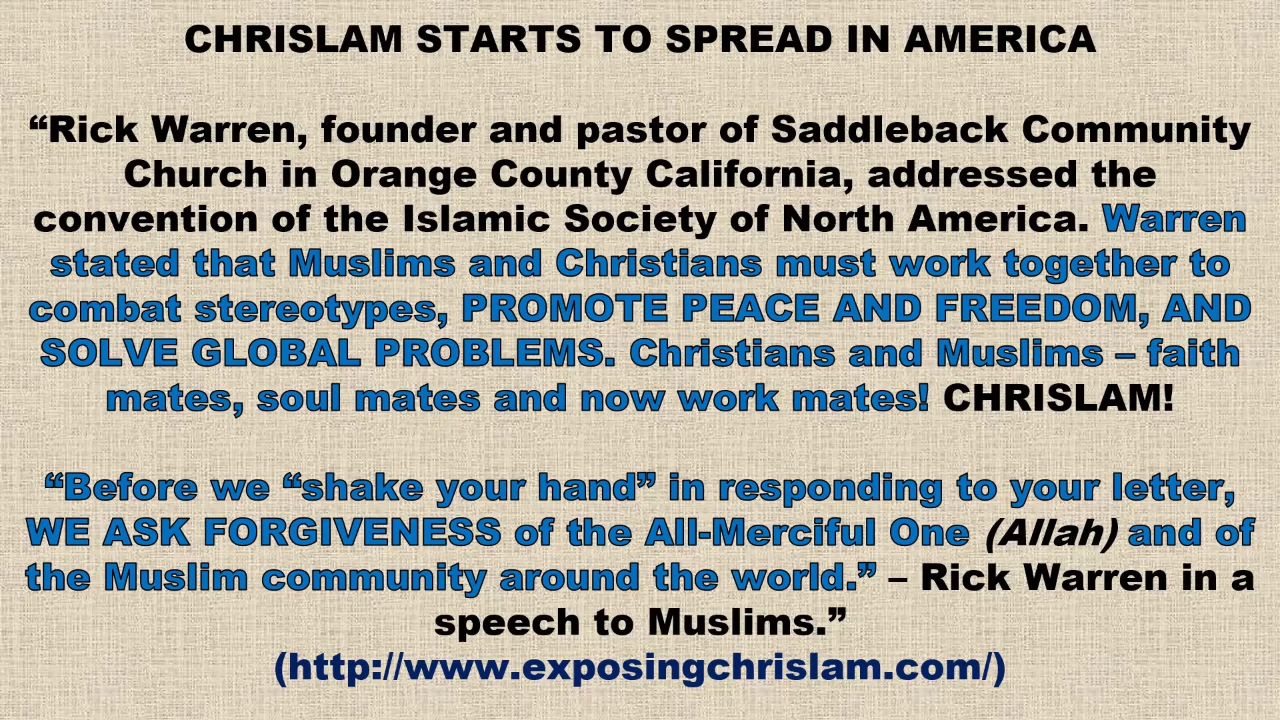 CHRISLAM STARTS TO SPREAD IN AMERICA
“Rick Warren, founder and pastor of Saddleback Community
Church in Orange County California, addressed the
convention of the Islamic Society of North America. Warren
stated that Muslims and Christians must work together to
combat stereotypes, PROMOTE PEACE AND FREEDOM, AND
SOLVE GLOBAL PROBLEMS. Christians and Muslims – faith
mates, soul mates and now work mates! CHRISLAM!
“Before we “shake your hand” in responding to your letter,
WE ASK FORGIVENESS of the All-Merciful One (Allah) and of
the Muslim community around the world.” – Rick Warren in a
speech to Muslims.”
(http://www.exposingchrislam.com/)